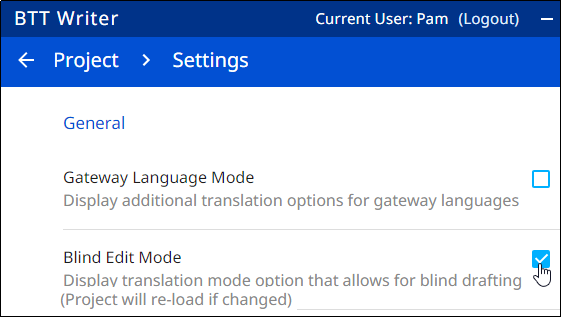 BTT Writer Current User: Pam (Logout)
Project Settings
General
Gateway Language Mode
Display additional translation options for gateway languages
Blind Edit Mode
Display translation mode option that allows for blind drafting
(Project will re-load if changed)